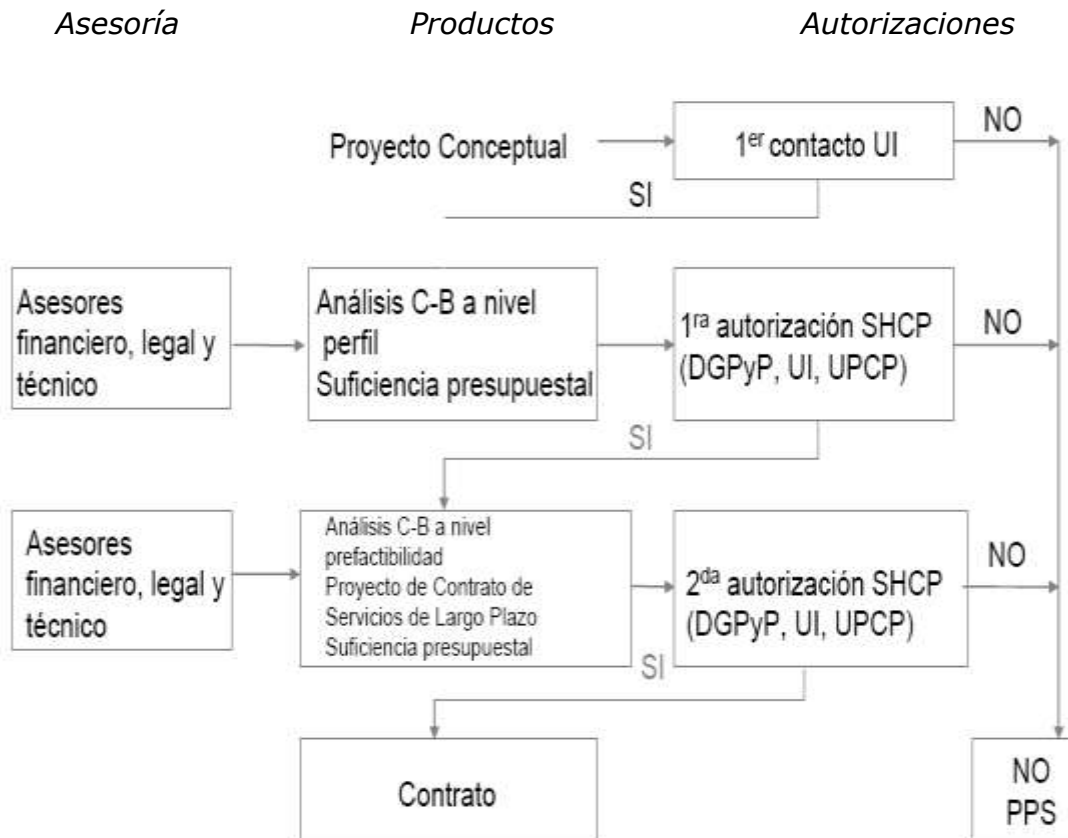 Asesoría
Productos
Autorizaciones
Proyecto Conceptual
1er contacto UI
NO
SI
Asesores
financiero, legal y
técnico
Análisis C-B a nivel
perfil
Suficiencia presupuestal
1ra autorización SHCP
(DGPyP, UI, UPCP)
NO
SI
Asesores
financiero, legal y
técnico
Análisis C-B a nivel
prefactibilidad
Proyecto de Contrato de
Servicios de Largo Plazo
Suficiencia presupuestal
2da autorización SHCP
(DGPyP, UI, UPCP)
NO
SI
Contrato
NO
PPS